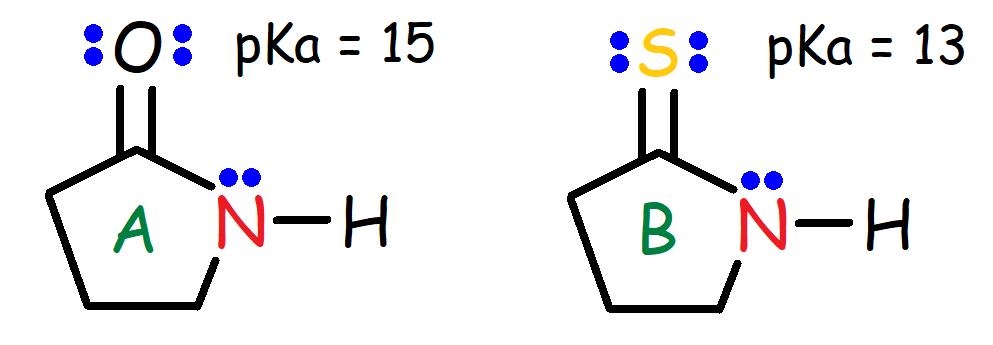 O pKa = 15
S pKa = 13
A N H
B N H